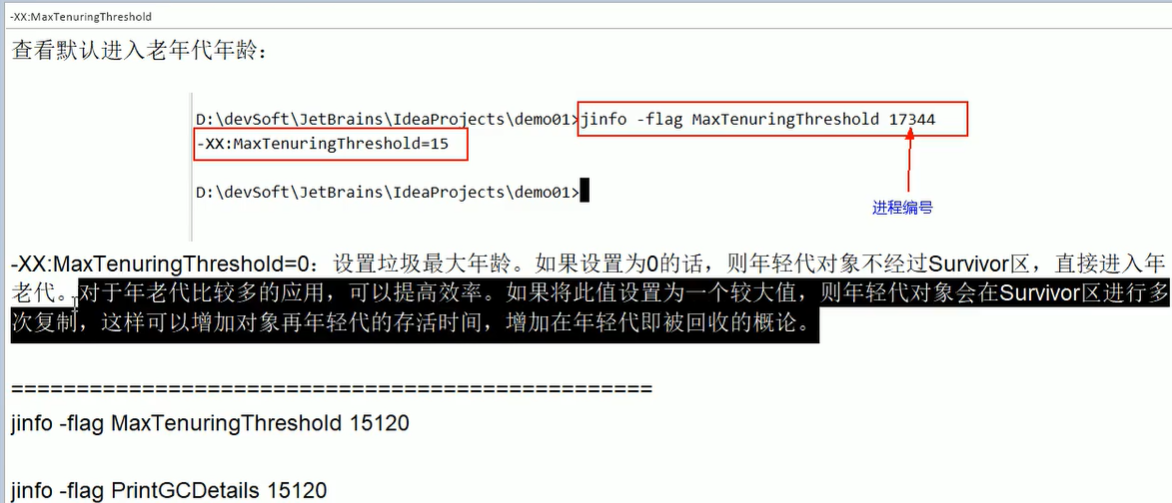 -XX:MaxTenuringThreshold
查看默认进入老年代年龄：
D:\devSoft\JetBrains\IdeaProjects\demo01>jinfo -flag MaxTenuringThreshold 17344
-XX:MaxTenuringThreshold=15
D:\devSoft\JetBrains\IdeaProjects\demo01>
进程编号
-XX:MaxTenuringThreshold=0：设置垃圾最大年龄。如果设置为0的话，则年轻代对象不经过Survivor区，直接进入年
老代。对于年老代比较多的应用，可以提高效率。如果将此值设置为一个较大值，则年轻代对象会在Survivor区进行多
次复制，这样可以增加对象再年轻代的存活时间，增加在年轻代即被回收的概论。
=================================================
jinfo -flag MaxTenuringThreshold 15120
jinfo -flag PrintGCDetails 15120